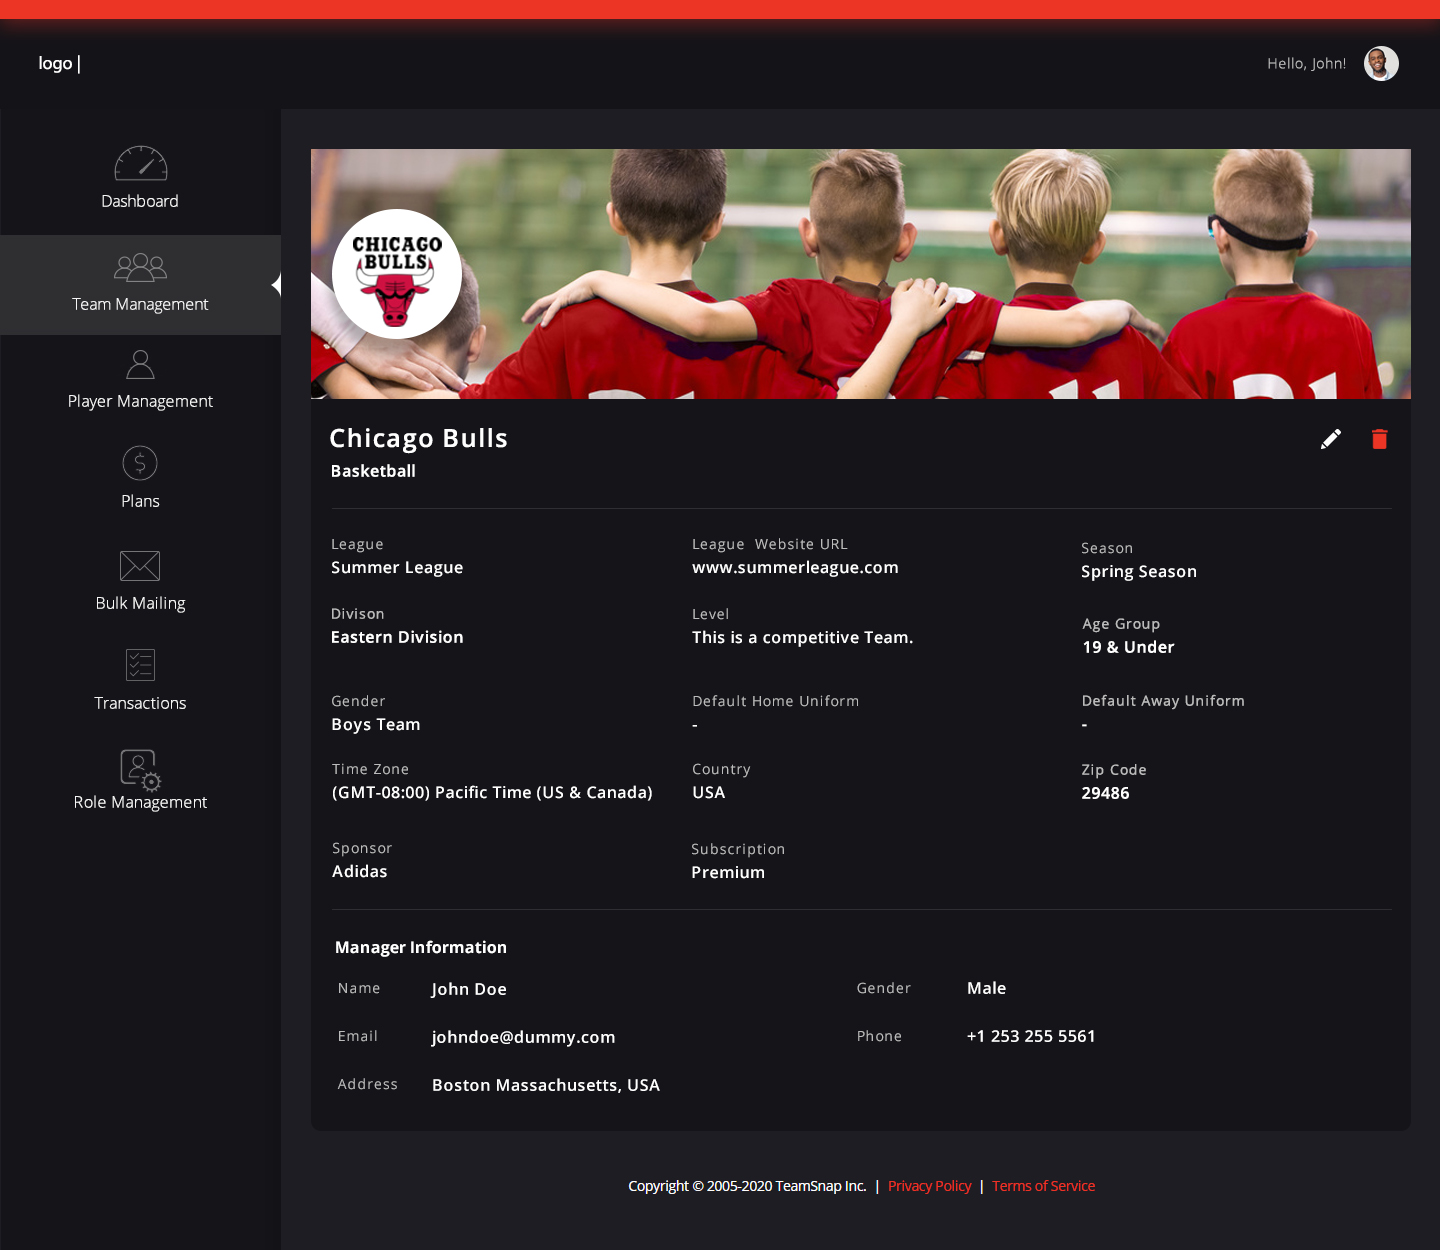 logo |
Hello, John!
Dashboard
Team Management
Player Management
Plans
Bulk Mailing
Transactions
Role Management
CHICAGO
BULLS
Chicago Bulls
Basketball
League
Summer League
League Website URL
www.summerleague.com
Season
Spring Season
Divison
Eastern Division
Level
This is a competitive Team.
Age Group
19 & Under
Gender
Boys Team
Default Home Uniform
-
Default Away Uniform
-
Time Zone
(GMT-08:00) Pacific Time (US & Canada)
Country
USA
Zip Code
29486
Sponsor
Adidas
Subscription
Premium
Manager Information
Name John Doe
Gender Male
Email johndoe@dummy.com
Phone +1 253 255 5561
Address Boston Massachusetts, USA
Copyright © 2005-2020 TeamSnap Inc. | Privacy Policy | Terms of Service